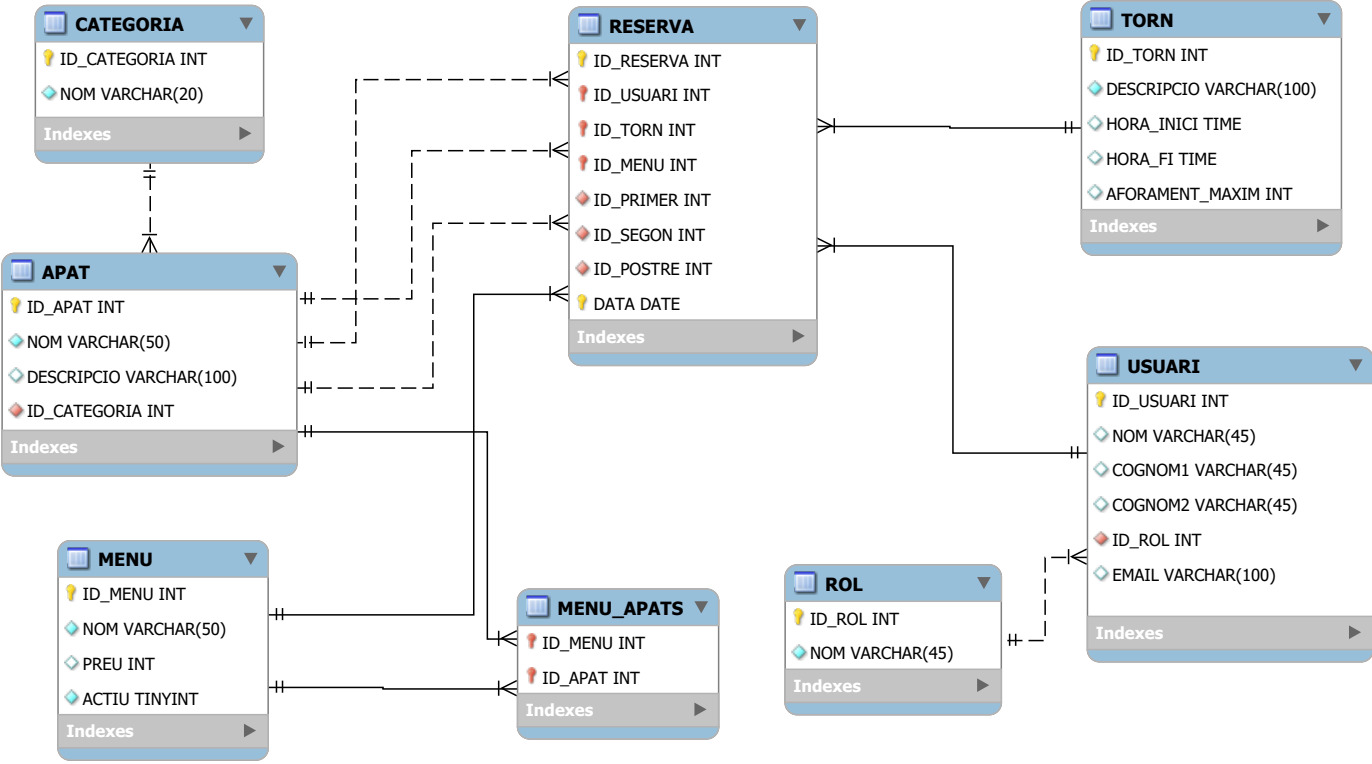 CATEGORIA
ID_CATEGORIA INT
NOM VARCHAR(20)
Indexes
RESERVA
ID_RESERVA INT
ID_USUARI INT
ID_TORN INT
ID_MENU INT
ID_PRIMER INT
ID_SEGON INT
ID_POSTRE INT
DATA DATE
Indexes
TORN
ID_TORN INT
DESCRIPCIO VARCHAR(100)
HORA_INICI TIME
HORA_FI TIME
AFORAMENT_MAXIM INT
Indexes
APAT
ID_APAT INT
NOM VARCHAR(50)
DESCRIPCIO VARCHAR(100)
ID_CATEGORIA INT
Indexes
USUARI
ID_USUARI INT
NOM VARCHAR(45)
COGNOM1 VARCHAR(45)
COGNOM2 VARCHAR(45)
ID_ROL INT
EMAIL VARCHAR(100)
Indexes
MENU
ID_MENU INT
NOM VARCHAR(50)
PREU INT
ACTIU TINYINT
Indexes
MENU_APATS
ID_MENU INT
ID_APAT INT
Indexes
ROL
ID_ROL INT
NOM VARCHAR(45)
Indexes